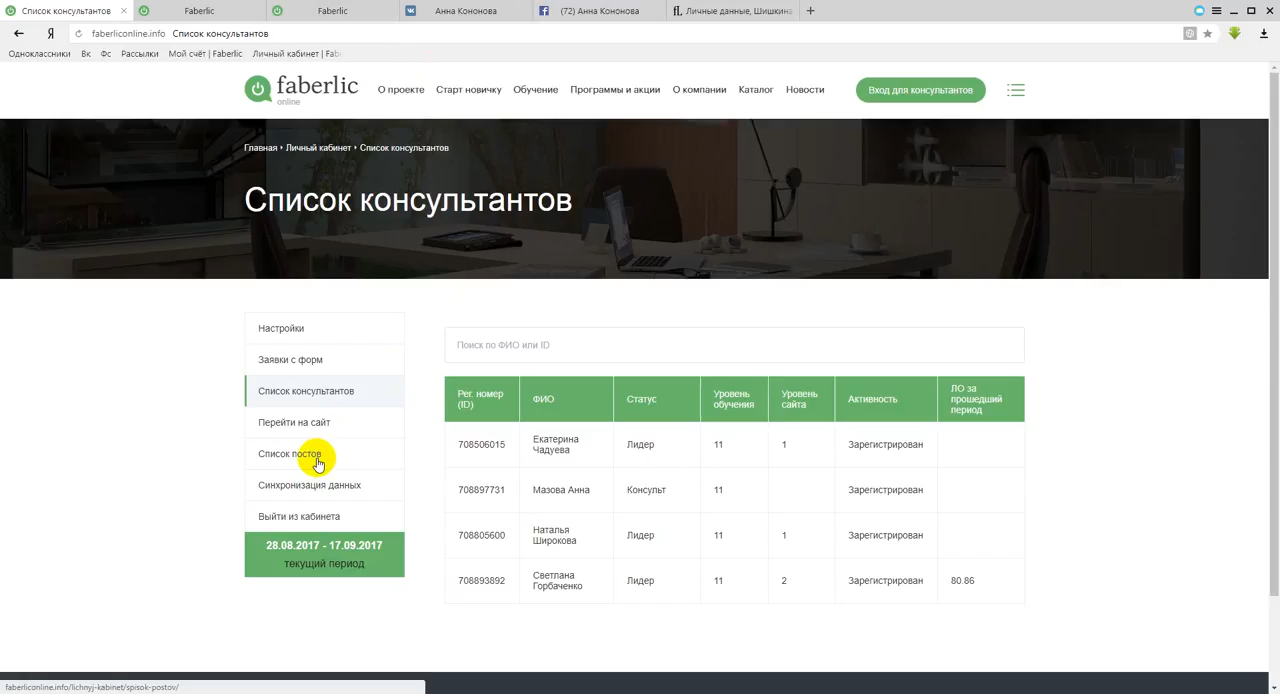 Список консультантов
Faberlic
Faberlic
Анна Кононова
(72) Анна Кононова
fL Личные данные, Шишкина
Я
faberliconline.info Список консультантов
Одноклассники Вк Фс Рассылки Мой счёт | Faberlic Личный кабинет | Fab
faberlic
online
О проекте Старт новичку Обучение Программы и акции О компании Каталог Новости
Вход для консультантов
Главная Личный кабинет Список консультантов
Список консультантов
Настройки
Заявки с форм
Список консультантов
Перейти на сайт
Список постов
Синхронизация данных
Выйти из кабинета
28.08.2017 - 17.09.2017
текущий период
Поиск по ФИО или ID
Рег. номер (ID) ФИО Статус Уровень обучения Уровень сайта Активность ЛО за прошедший период
708506015 Екатерина Чадуева Лидер 11 1 Зарегистрирован
708897731 Мазова Анна Консульт 11 Зарегистрирован
708805600 Наталья Широкова Лидер 11 1 Зарегистрирован
708893892 Светлана Горбаченко Лидер 11 2 Зарегистрирован 80.86
faberliconline.info/lichnyj-kabinet/spisok-postov/